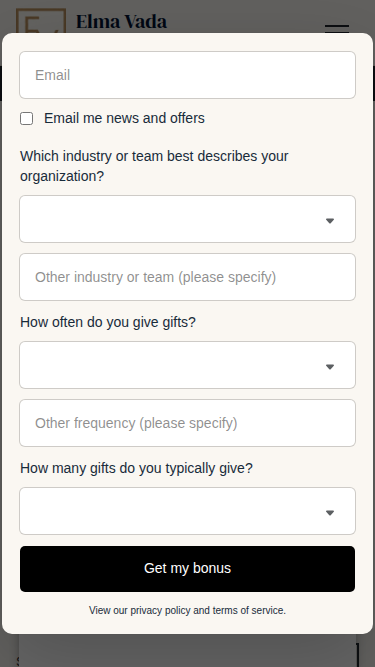 Elma Vada
Email
Email me news and offers
Which industry or team best describes your
organization?
Other industry or team (please specify)
How often do you give gifts?
Other frequency (please specify)
How many gifts do you typically give?
Get my bonus
View our privacy policy and terms of service.